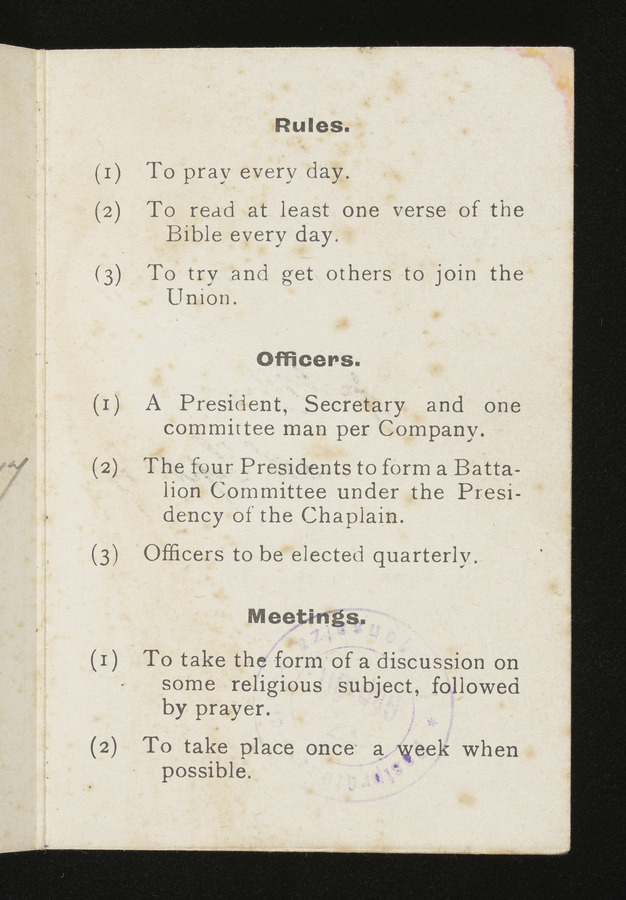 Rules.
(1) To pray every day.
(2) To read at least one verse of the
Bible every day.
(3) To try and get others to join the
Union.
Officers.
(1) A President, Secretary and one
committee man per Company.
(2) The four Presidents to form a Batta-
lion Committee under the Presi-
dency of the Chaplain.
(3) Officers to be elected quarterly.
Meetings.
(1) To take the form of a discussion on
some religious subject, followed
by prayer.
(2) To take place once a week when
possible.